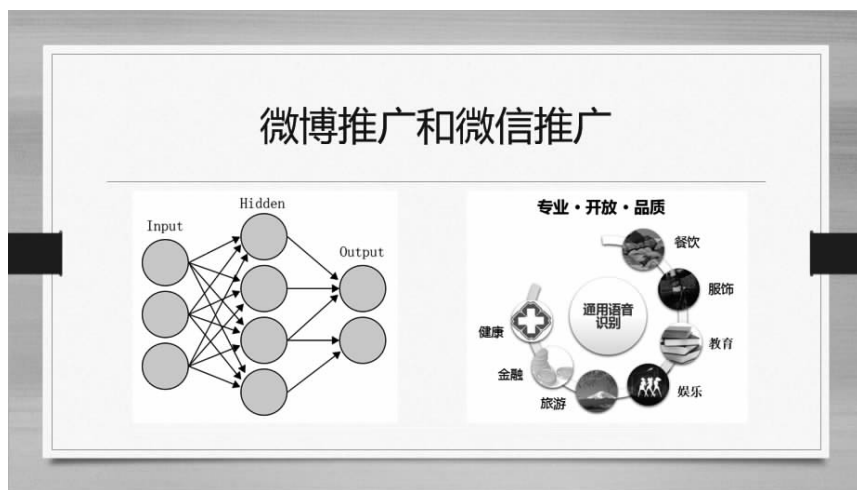 微博推广和微信推广
Input
Hidden
Output
专业·开放·品质
餐饮
服饰
通用语音
识别
教育
健康
金融
娱乐
旅游